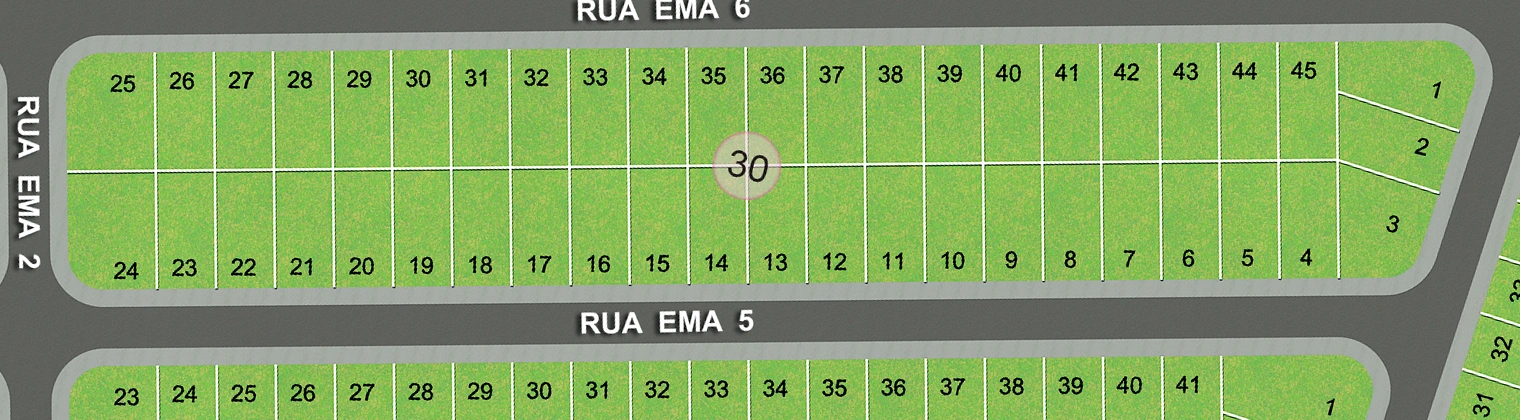 RUA EMA 6
25 26 27 28 29 30 31 32 33 34 35 36 37 38 39 40 41 42 43 44 45 1
2
RUA EMA 2
30
3
24 23 22 21 20 19 18 17 16 15 14 13 12 11 10 9 8 7 6 5 4
RUA EMA 5
32
23 24 25 26 27 28 29 30 31 32 33 34 35 36 37 38 39 40 41 1
31